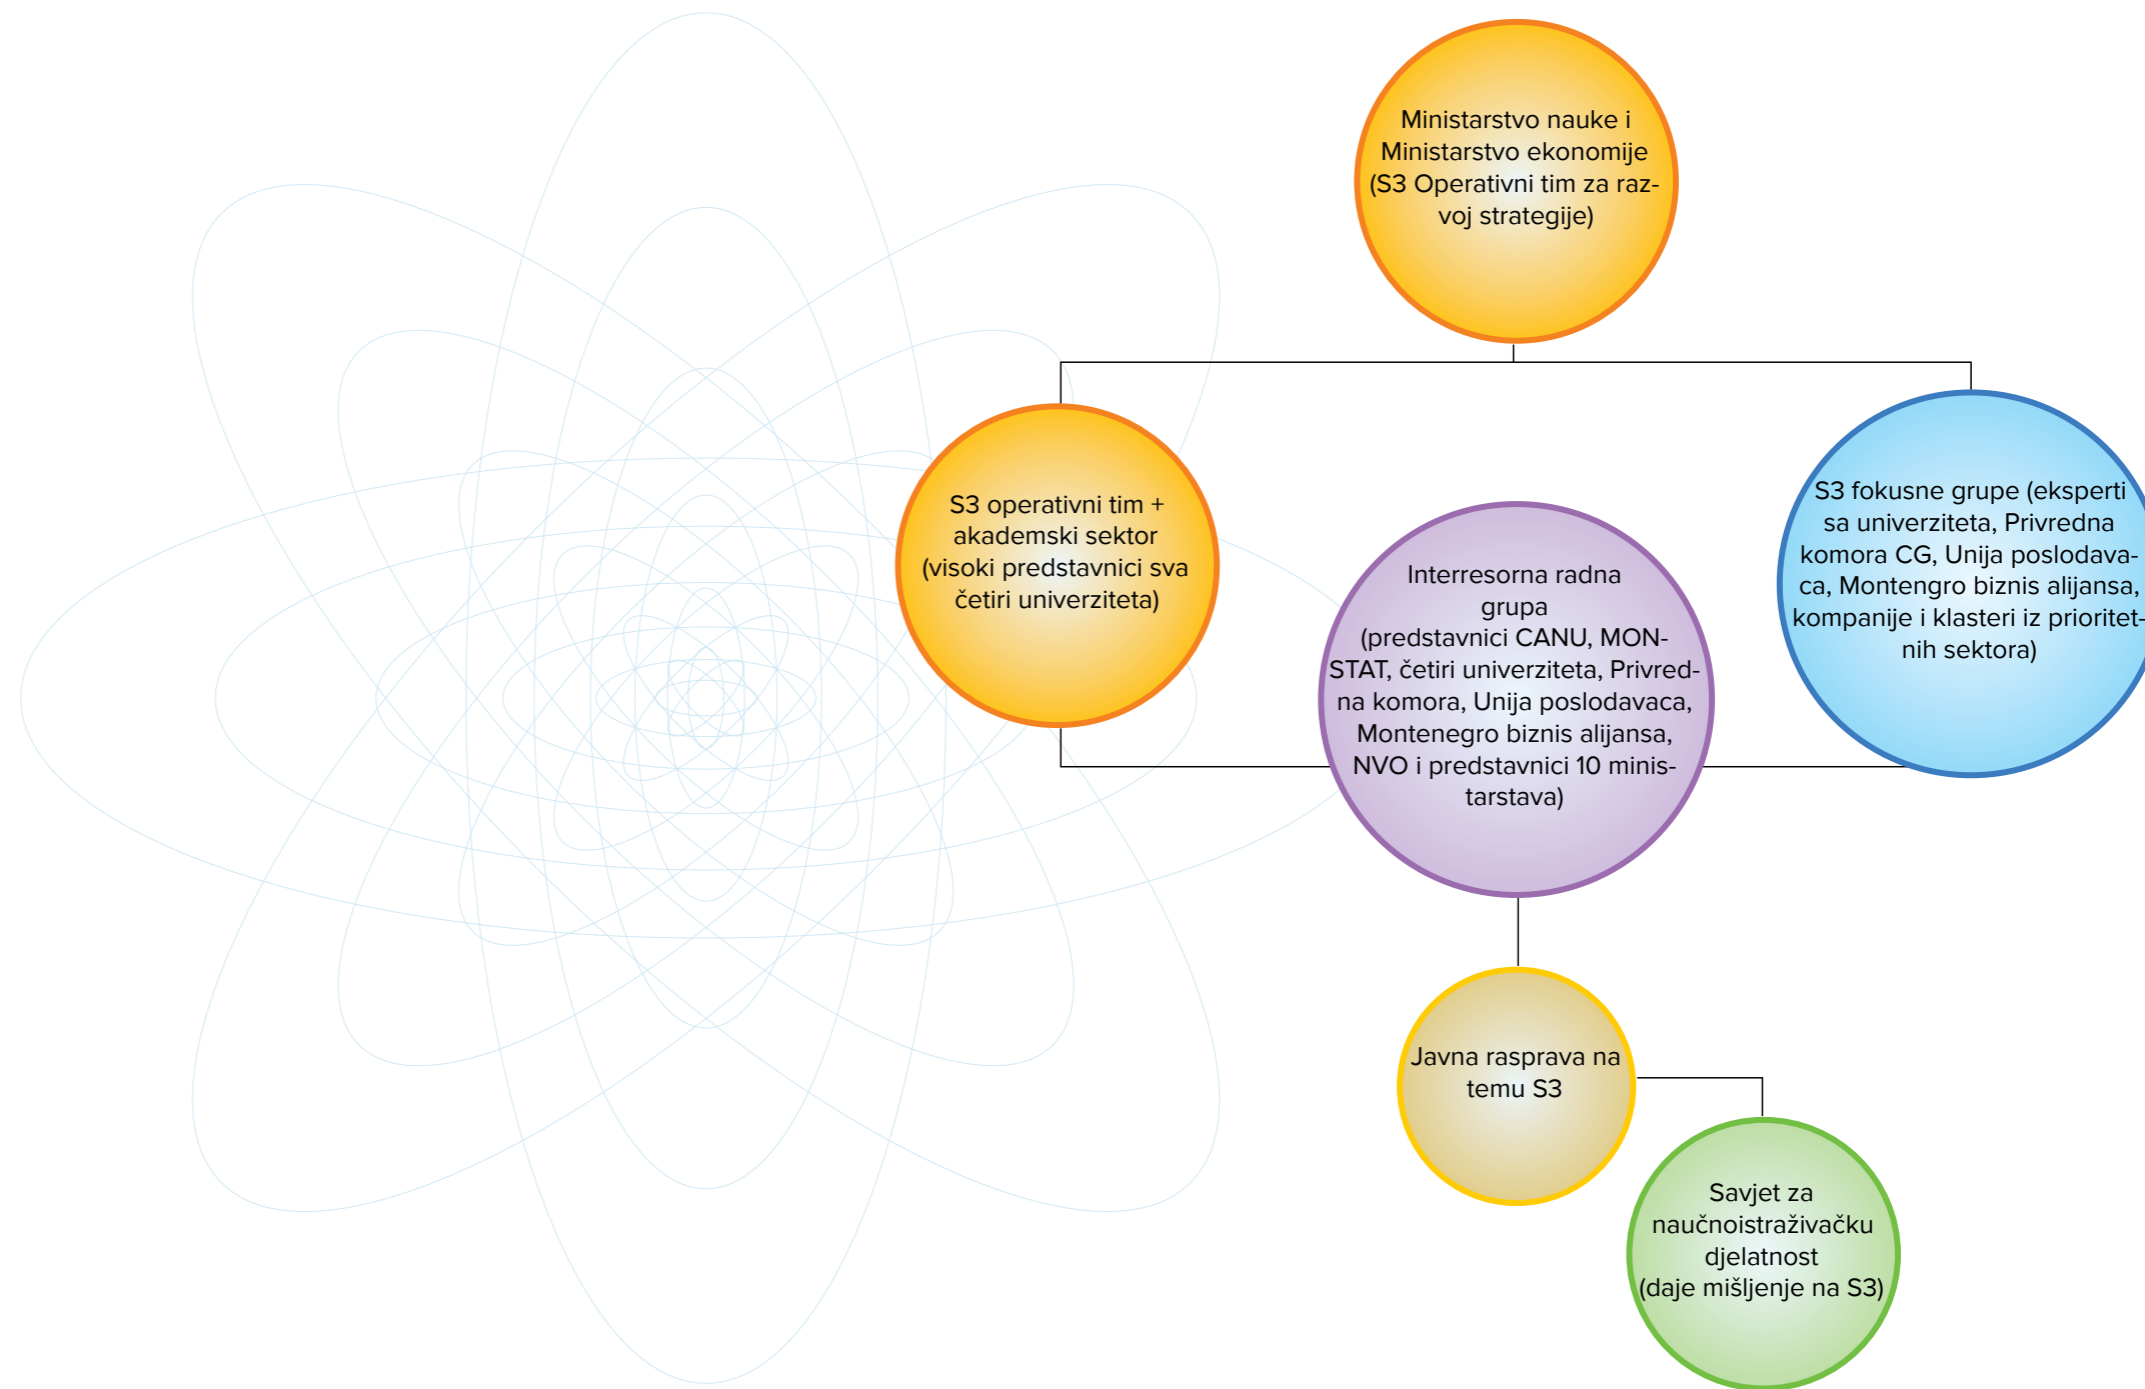 Ministarstvo nauke i
Ministarstvo ekonomije
(S3 Operativni tim za raz-
voj strategije)
S3 operativni tim +
akademski sektor
(visoki predstavnici sva
četiri univerziteta)
S3 fokusne grupe (eksperti
sa univerziteta, Privredna
komora CG, Unija poslodava-
ca, Montengro biznis alijansa,
kompanije i klasteri iz prioritet-
nih sektora)
Interresorna radna
grupa
(predstavnici CANU, MON-
STAT, četiri univerziteta, Privred-
na komora, Unija poslodavaca,
Montenegro biznis alijansa,
NVO i predstavnici 10 minis-
tarstava)
Javna rasprava na
temu S3
Savjet za
naučnoistraživačku
djelatnost
(daje mišljenje na S3)